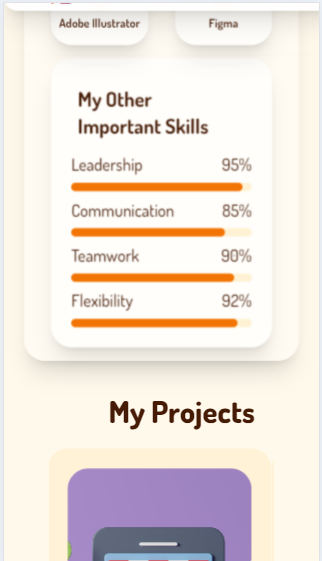 Adobe Illustrator
Figma
My Other
Important Skills
Leadership 95%
Communication 85%
Teamwork 90%
Flexibility 92%
My Projects